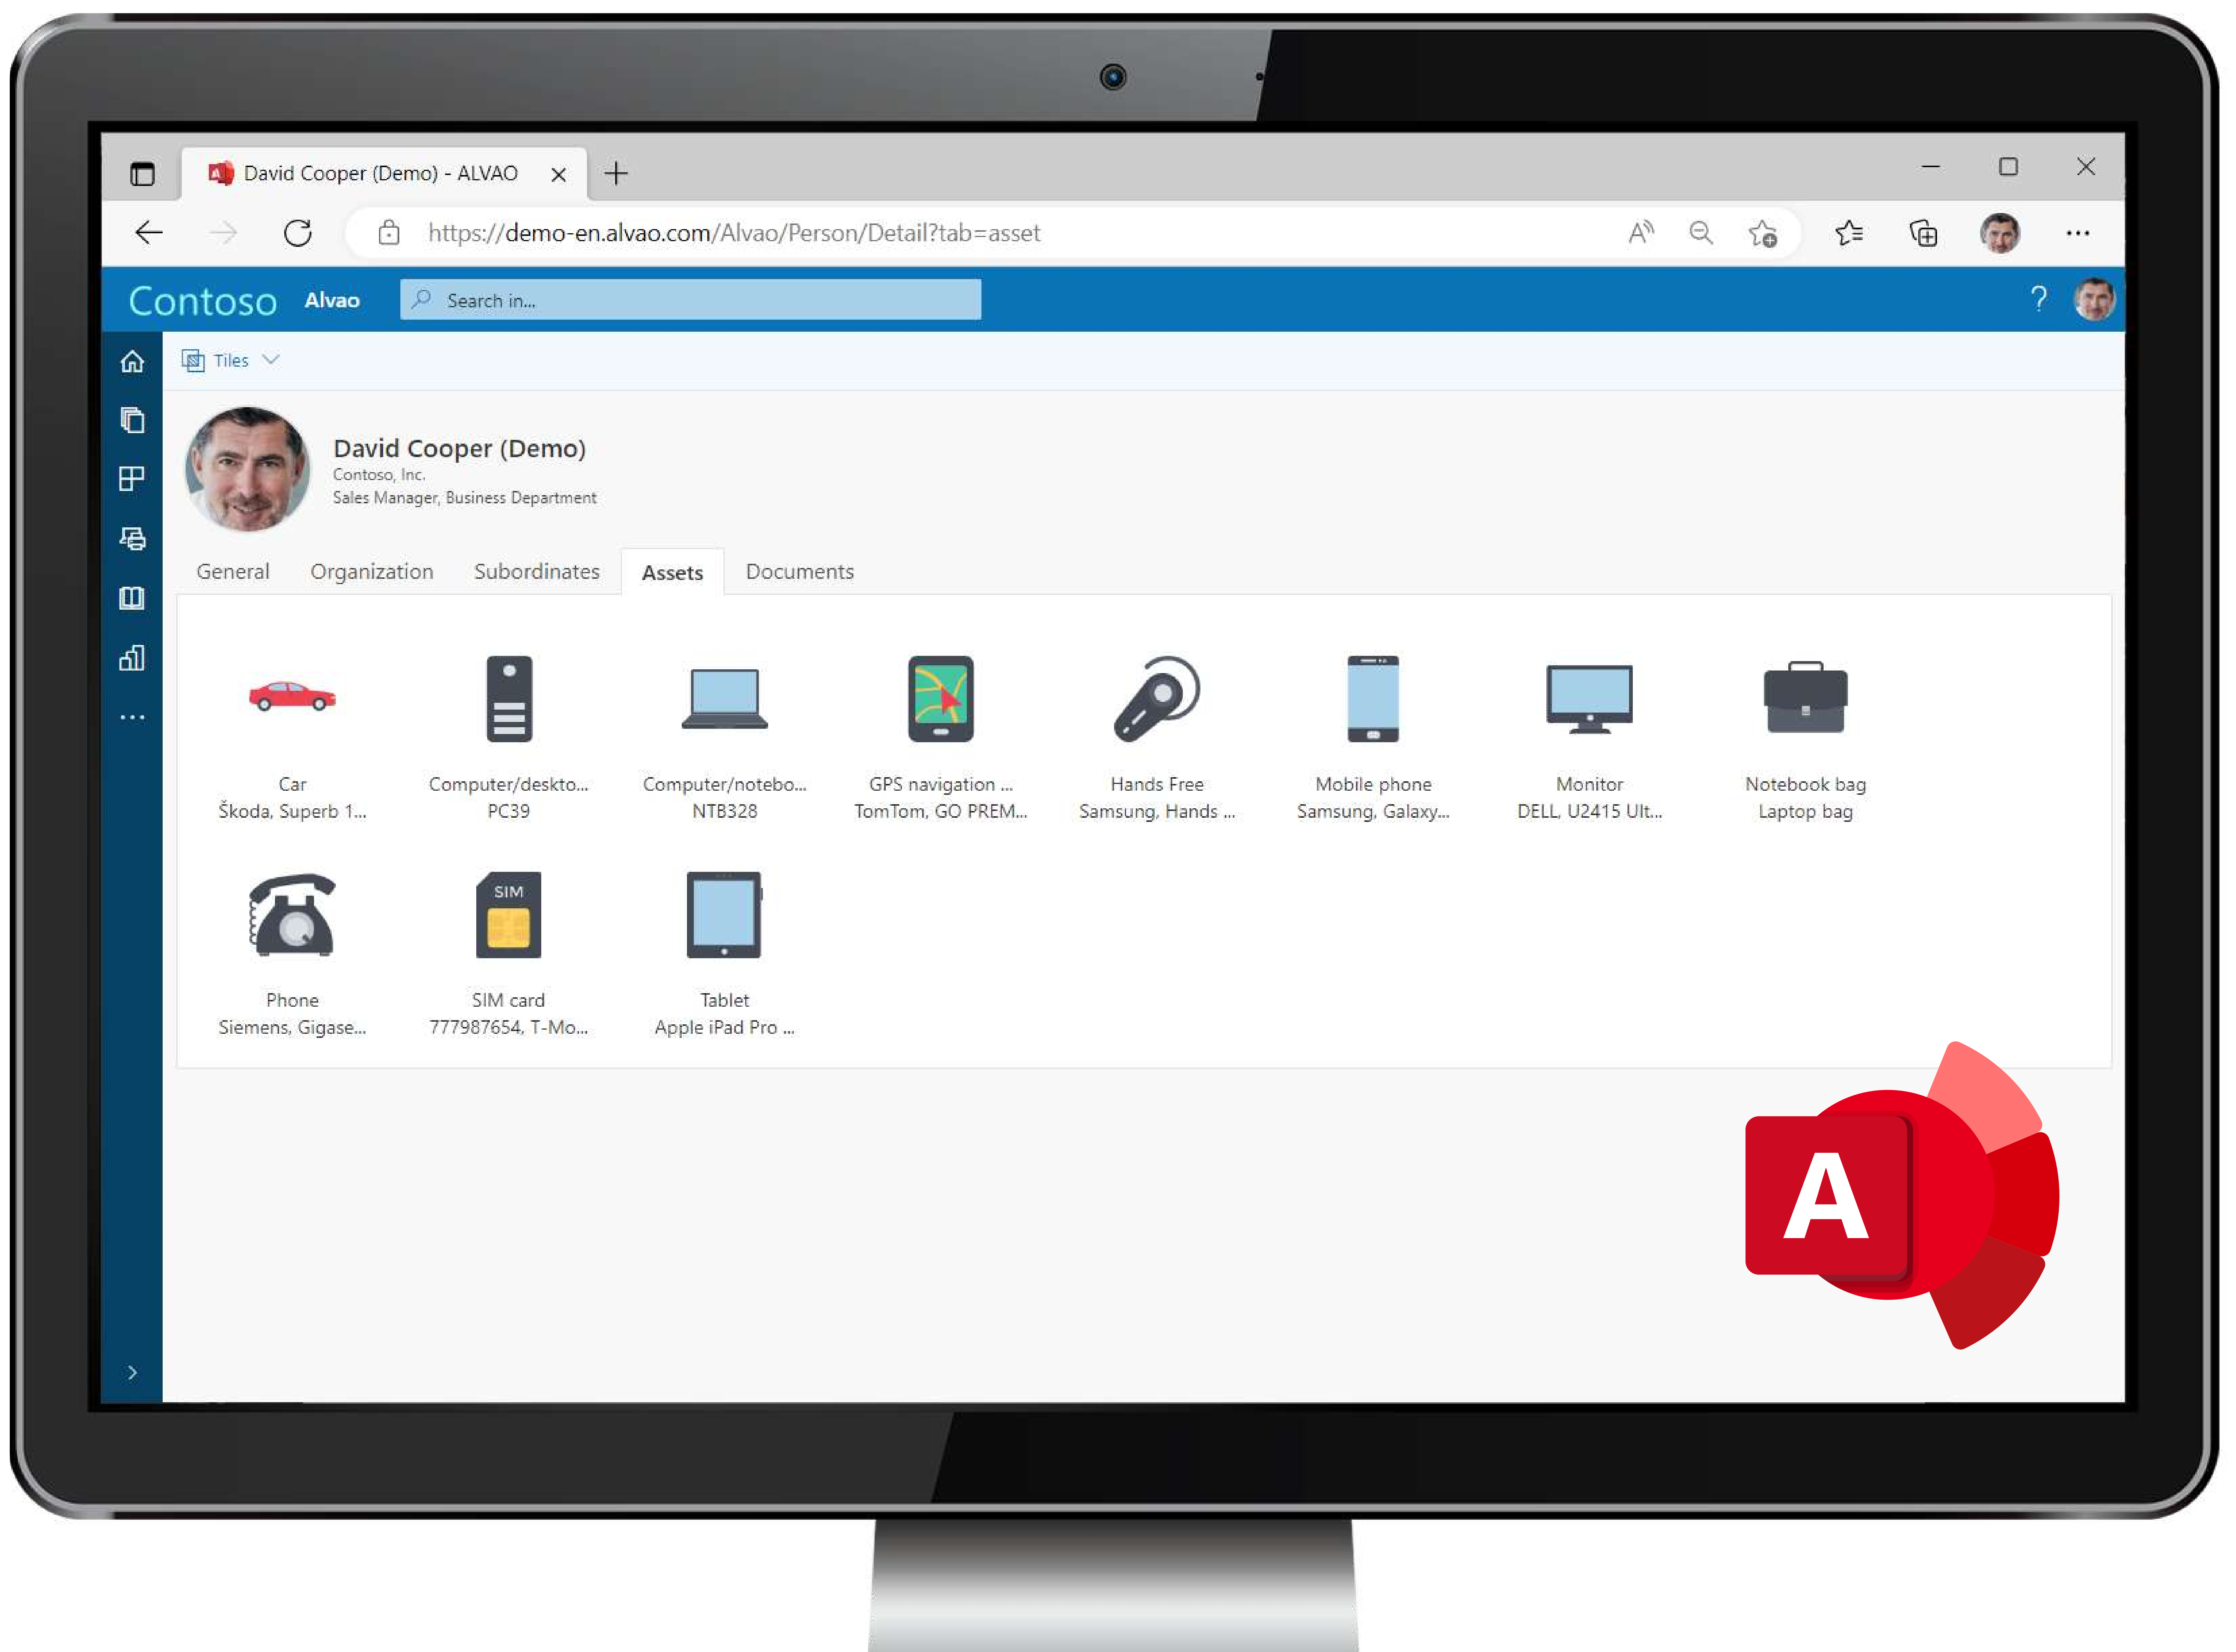 David Cooper (Demo) - ALVAO
https://demo-en.alvao.com/Alvao/Person/Detail?tab=asset
Contoso Alvao Search in...
Tiles
David Cooper (Demo)
Contoso, Inc.
Sales Manager, Business Department
General Organization Subordinates Assets Documents
Car
Škoda, Superb 1...
Computer/deskto...
PC39
Computer/notebo...
NTB328
GPS navigation ...
TomTom, GO PREM...
Hands Free
Samsung, Hands ...
Mobile phone
Samsung, Galaxy...
Monitor
DELL, U2415 Ult...
Notebook bag
Laptop bag
SIM
Phone
Siemens, Gigase...
SIM card
777987654, T-Mo...
Tablet
Apple iPad Pro ...
A